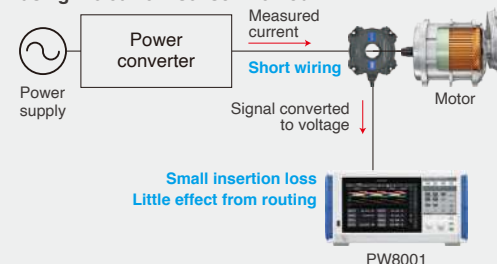 Power
supply
Power
converter
Measured
current
Short wiring
Motor
Signal converted
to voltage
Small insertion loss
Little effect from routing
PW8001